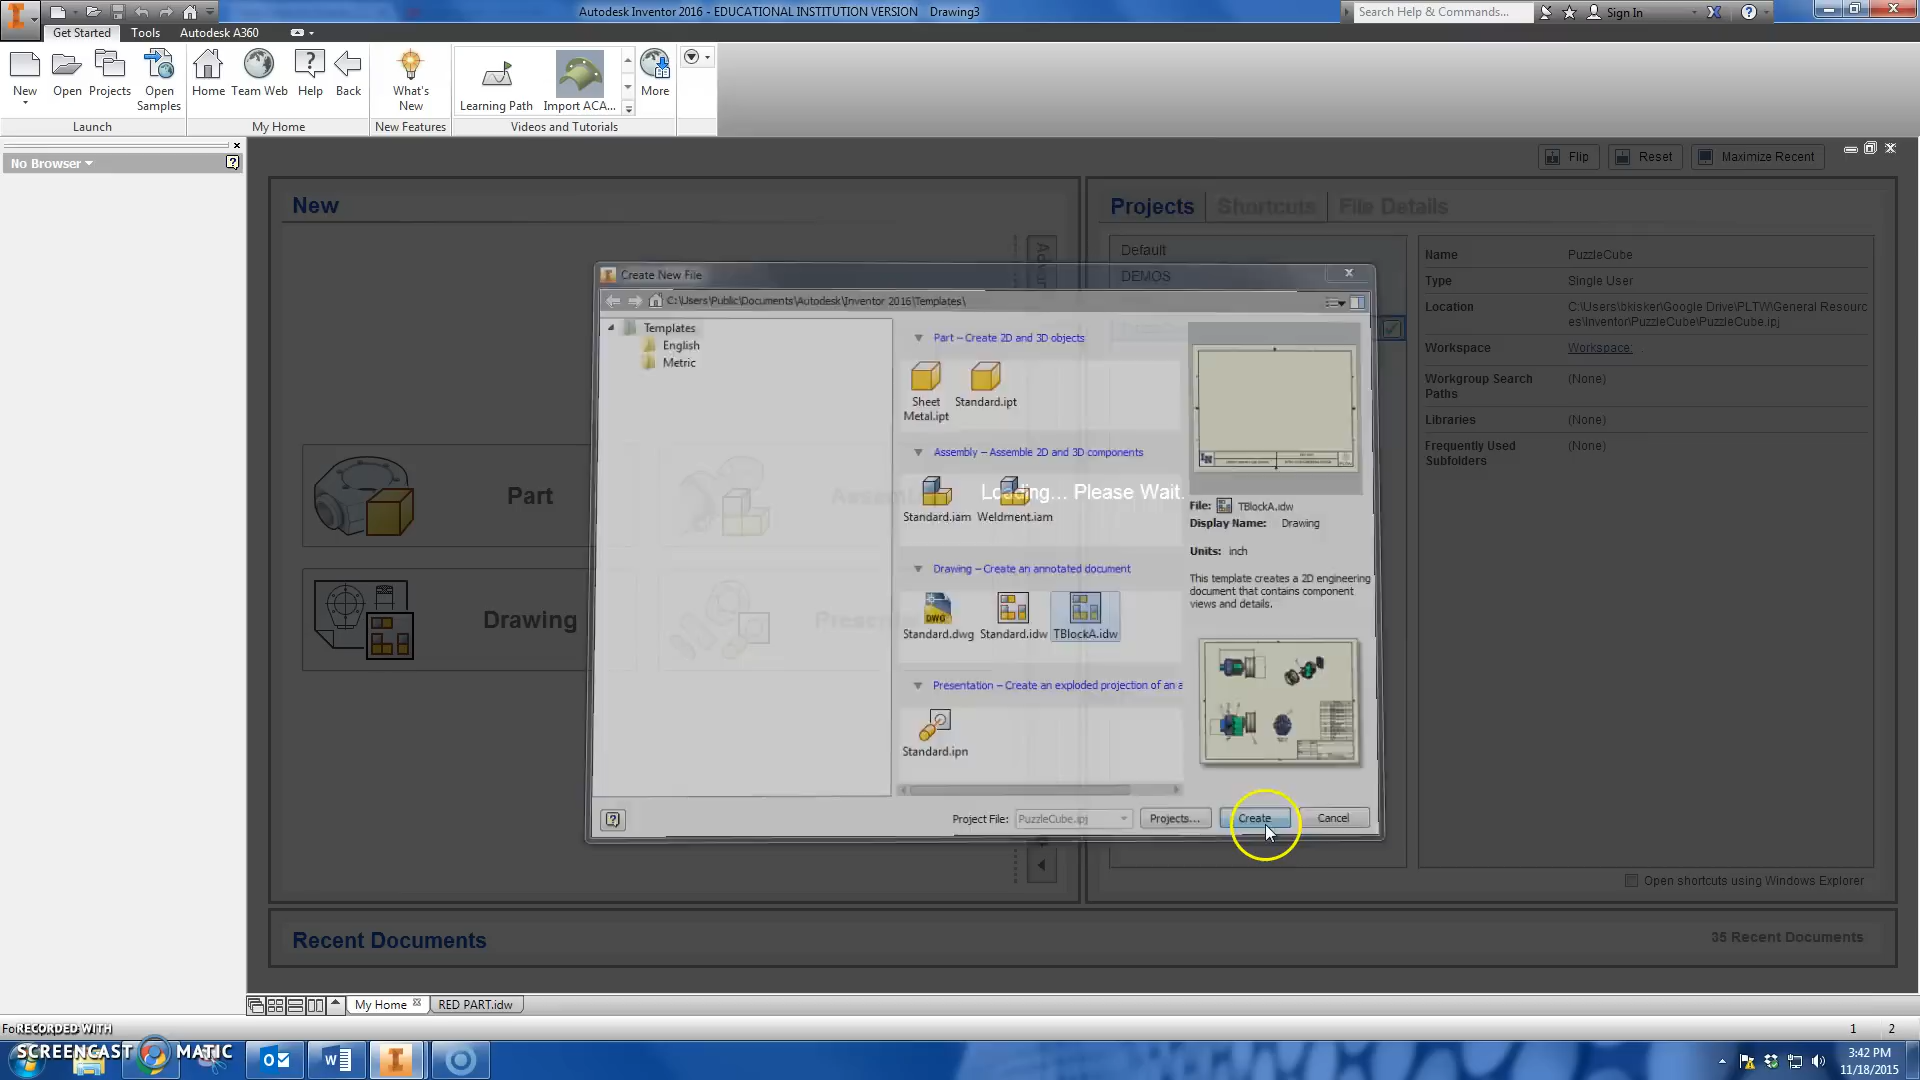 Autodesk Inventor 2016 - EDUCATIONAL INSTITUTION VERSION Drawing3
Search Help & Commands...
Sign In
Get Started
Tools
Autodesk A360
New
Open
Projects
Open Samples
Home
Team Web
Help
Back
What's New
Learning Path
Import ACA...
More
Launch
My Home
New Features
Videos and Tutorials
No Browser
Flip
Reset
Maximize Recent
New
Projects
Shortcuts
File Details
Default
DEMOS
Name PuzzleCube
Type Single User
Location C:\Users\bkisker\Google Drive\PLTW\General Resourc
es\Inventor\PuzzleCube\PuzzleCube.ipj
Workspace Workspace:
Workgroup Search Paths (None)
Libraries (None)
Frequently Used Subfolders (None)
Part
Drawing
Create New File
C:\Users\Public\Documents\Autodesk\Inventor 2016\Templates\
Templates
English
Metric
Part – Create 2D and 3D objects
Sheet Metal.ipt
Standard.ipt
Assembly – Assemble 2D and 3D components
Loading... Please Wait.
Standard.iam
Weldment.iam
Drawing – Create an annotated document
DWG
Standard.dwg
Standard.idw
TBlockA.idw
Presentation – Create an exploded projection of an a
Standard.ipn
File: TBlockA.idw
Display Name: Drawing
Units: inch
This template creates a 2D engineering
document that contains component
views and details.
Project File: PuzzleCube.ipj
Projects...
Create
Cancel
Open shortcuts using Windows Explorer
Recent Documents
35 Recent Documents
My Home
RED PART.idw
1 2
RECORDED WITH
SCREENCAST MATIC
3:42 PM
11/18/2015